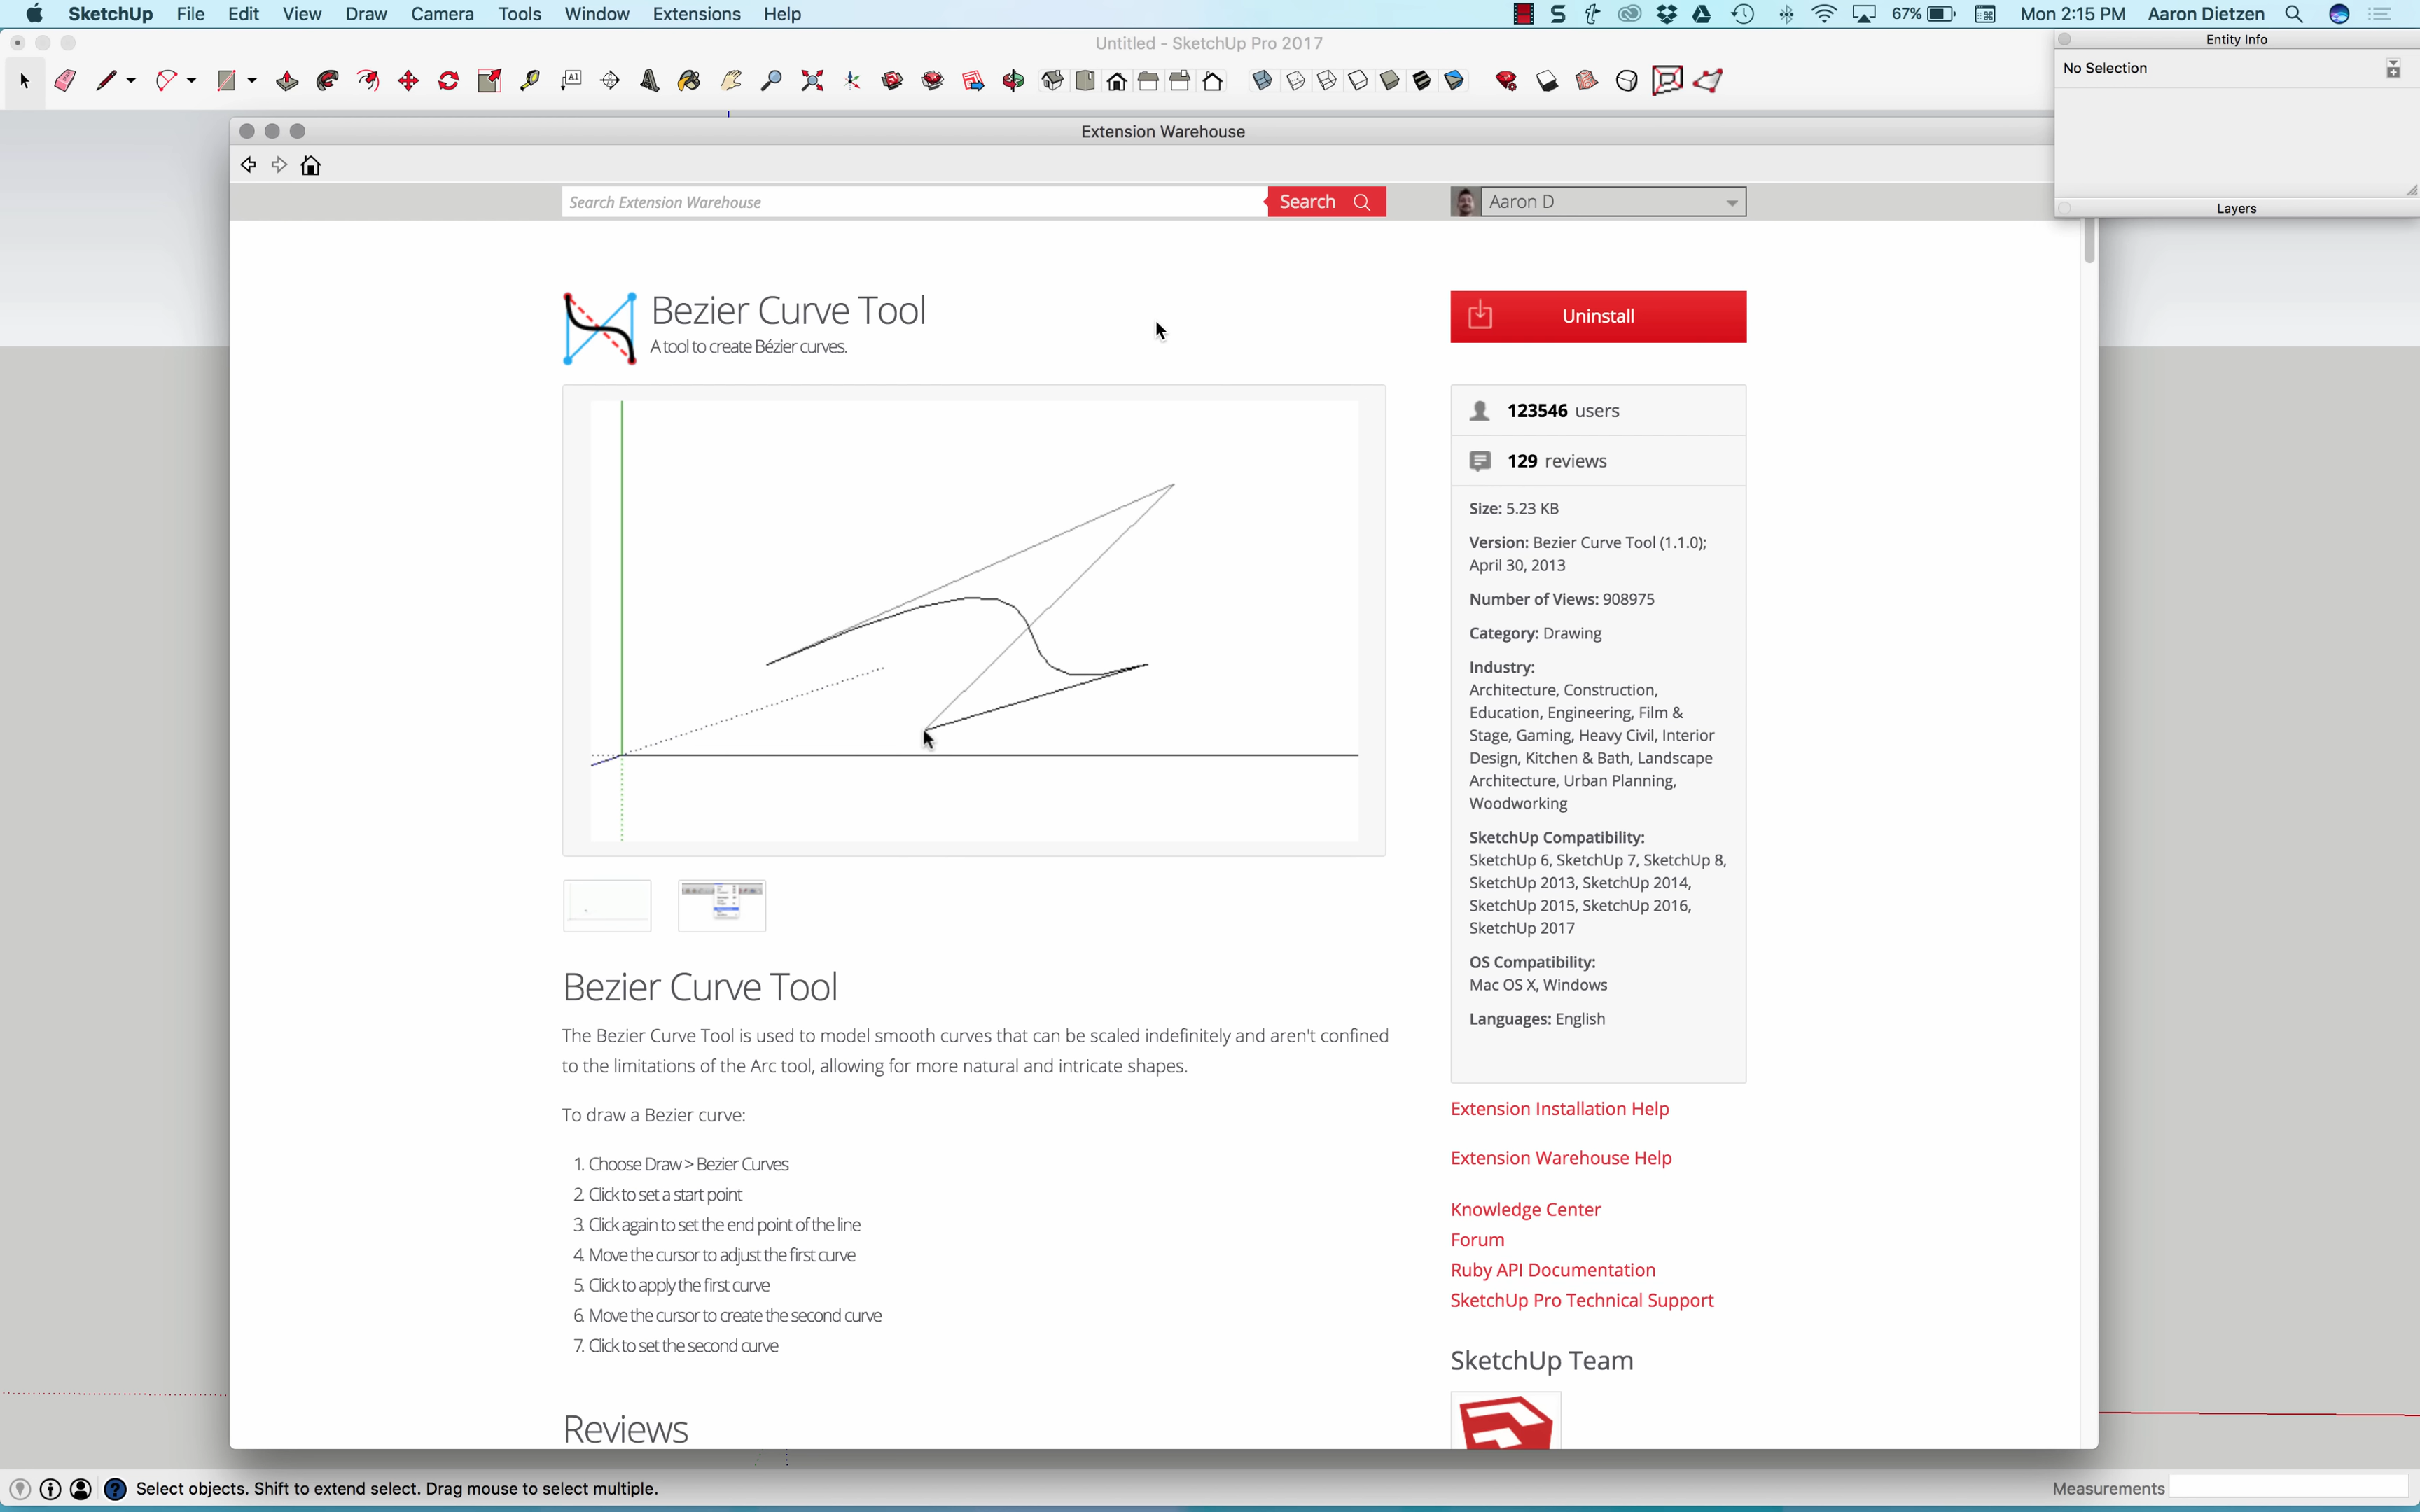 SketchUp File Edit View Draw Camera Tools Window Extensions Help 67% Mon 2:15 PM Aaron Dietzen
Untitled - SketchUp Pro 2017
Entity Info
No Selection
Layers
Extension Warehouse
Search Extension Warehouse
Search
Aaron D
Bezier Curve Tool
A tool to create Bézier curves.
Uninstall
123546 users
129 reviews
Size: 5.23 KB
Version: Bezier Curve Tool (1.1.0);
April 30, 2013
Number of Views: 908975
Category: Drawing
Industry:
Architecture, Construction,
Education, Engineering, Film &
Stage, Gaming, Heavy Civil, Interior
Design, Kitchen & Bath, Landscape
Architecture, Urban Planning,
Woodworking
SketchUp Compatibility:
SketchUp 6, SketchUp 7, SketchUp 8,
SketchUp 2013, SketchUp 2014,
SketchUp 2015, SketchUp 2016,
SketchUp 2017
OS Compatibility:
Mac OS X, Windows
Languages: English
Bezier Curve Tool
The Bezier Curve Tool is used to model smooth curves that can be scaled indefinitely and aren't confined
to the limitations of the Arc tool, allowing for more natural and intricate shapes.
To draw a Bezier curve:
1. Choose Draw > Bezier Curves
2. Click to set a start point
3. Click again to set the end point of the line
4. Move the cursor to adjust the first curve
5. Click to apply the first curve
6. Move the cursor to create the second curve
7. Click to set the second curve
Reviews
Extension Installation Help
Extension Warehouse Help
Knowledge Center
Forum
Ruby API Documentation
SketchUp Pro Technical Support
SketchUp Team
Select objects. Shift to extend select. Drag mouse to select multiple.
Measurements